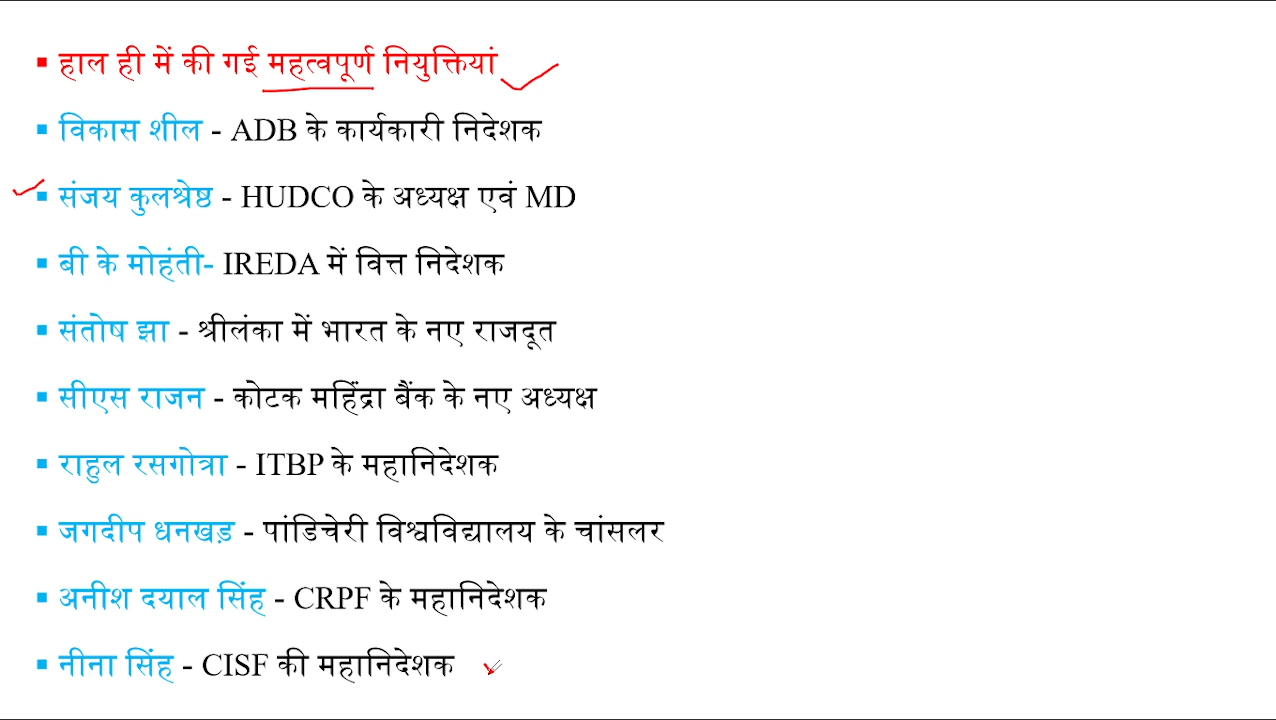 ▪ हाल ही में की गई महत्वपूर्ण नियुक्तियां
▪ विकास शील - ADB के कार्यकारी निदेशक
▪ संजय कुलश्रेष्ठ - HUDCO के अध्यक्ष एवं MD
▪ बी के मोहंती- IREDA में वित्त निदेशक
▪ संतोष झा - श्रीलंका में भारत के नए राजदूत
▪ सीएस राजन - कोटक महिंद्रा बैंक के नए अध्यक्ष
▪ राहुल रसगोत्रा - ITBP के महानिदेशक
▪ जगदीप धनखड़ - पांडिचेरी विश्वविद्यालय के चांसलर
▪ अनीश दयाल सिंह - CRPF के महानिदेशक
▪ नीना सिंह - CISF की महानिदेशक